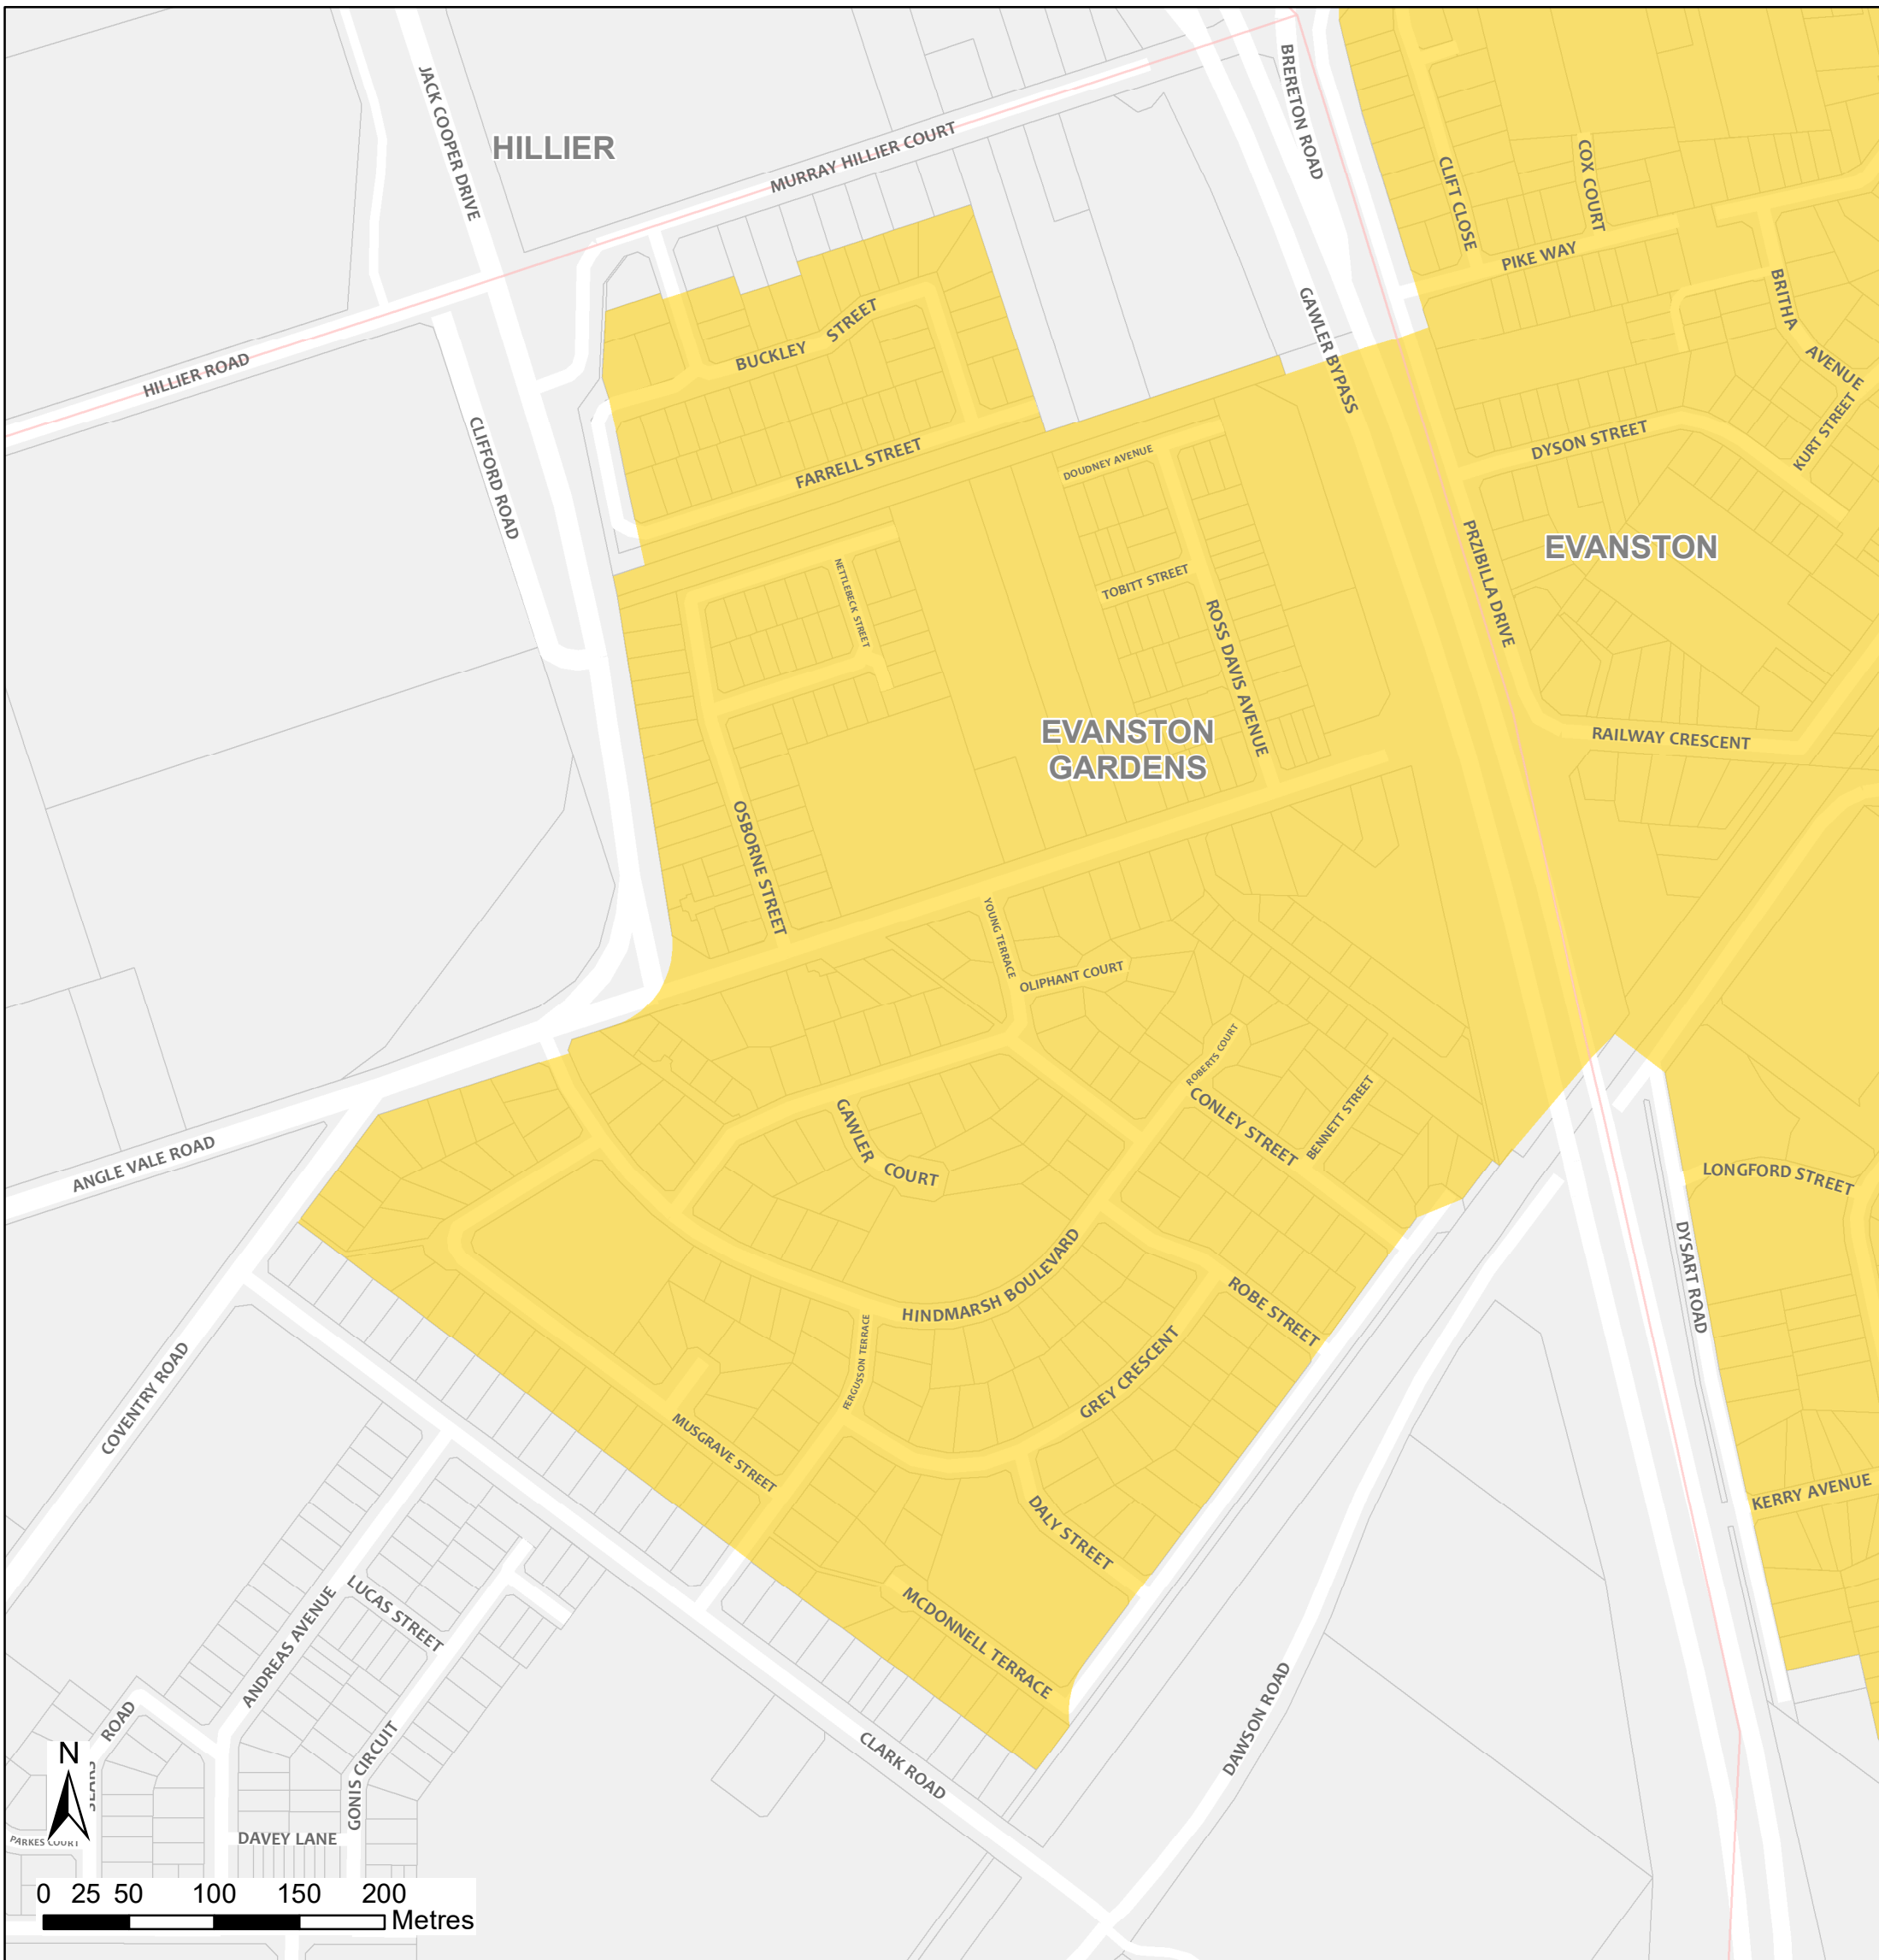 JACK COOPER DRIVE
HILLIER
MURRAY HILLIER COURT
BRERETON ROAD
CLIFT CLOSE
COX COURT
PIKE WAY
BRITHA
AVENUE
KURT STREET
HILLIER ROAD
BUCKLEY
STREET
GAWLER BYPASS
CLIFFORD ROAD
FARRELL STREET
DOUDNEY AVENUE
DYSON STREET
NETTLEBECK STREET
TOBITT STREET
ROSS DAVIS AVENUE
PRZIBILLA DRIVE
EVANSTON
EVANSTON
GARDENS
RAILWAY CRESCENT
OSBORNE STREET
YOUNG TERRACE
OLIPHANT COURT
ROBERTS COURT
CONLEY STREET
BENNETT STREET
GAWLER
COURT
ANGLE VALE ROAD
LONGFORD STREET
DYSART ROAD
HINDMARSH BOULEVARD
ROBE STREET
FERGUSSON TERRACE
GREY CRESCENT
COVENTRY ROAD
MUSGRAVE STREET
KERRY AVENUE
DALY STREET
LUCAS STREET
ANDREAS AVENUE
MCDONNELL TERRACE
DAWSON ROAD
CLARK ROAD
ROAD
GONIS CIRCUIT
N
PARKES COURT
DAVEY LANE
0 25 50 100 150 200
Metres